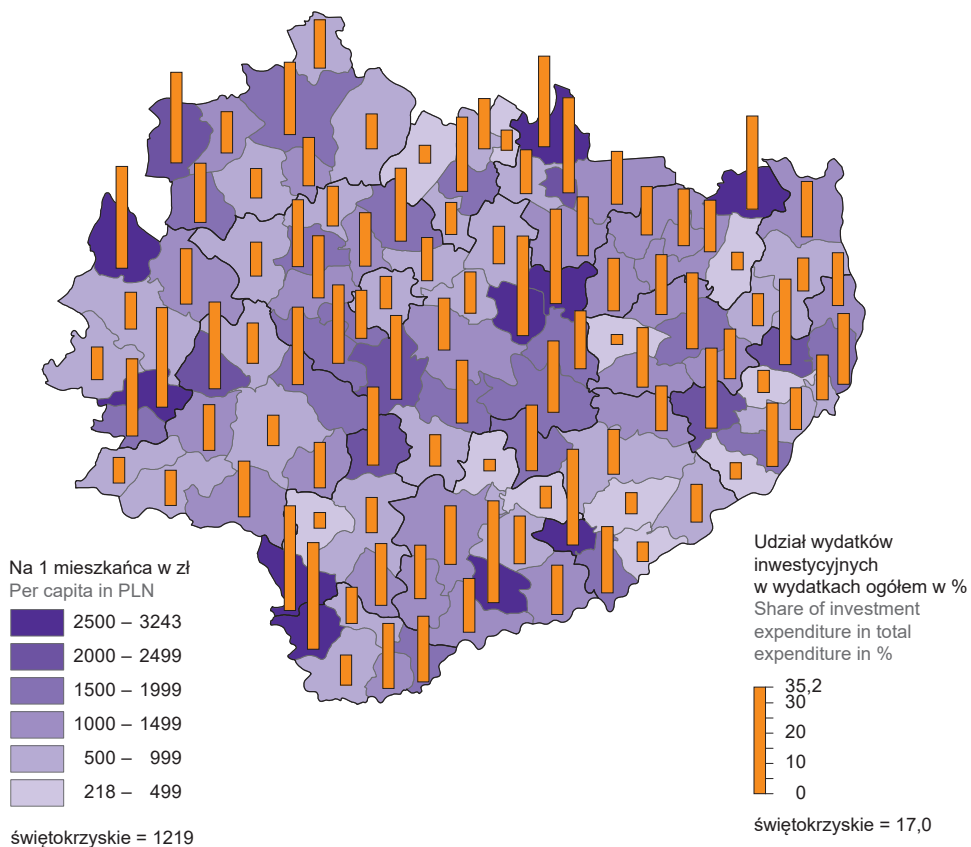 Na 1 mieszkańca w zł
Per capita in PLN
2500 – 3243
2000 – 2499
1500 – 1999
1000 – 1499
500 – 999
218 – 499
świętokrzyskie = 1219
Udział wydatków
inwestycyjnych
w wydatkach ogółem w %
Share of investment
expenditure in total
expenditure in %
35,2
30
20
10
0
świętokrzyskie = 17,0